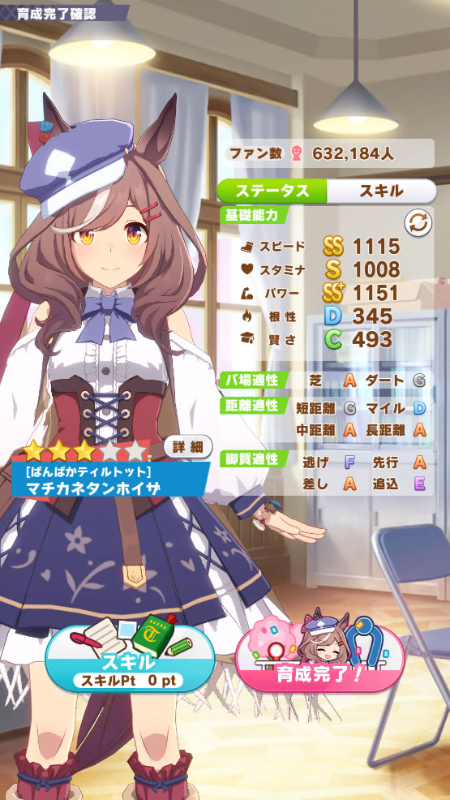 育成完了確認
ファン数 632,184人
ステータス スキル
基礎能力
スピード SS 1115
スタミナ S 1008
パワー SS+ 1151
根性 D 345
賢さ C 493
バ場適性 芝 A ダート G
距離適性 短距離 G マイル D
中距離 A 長距離 A
脚質適性 逃げ F 先行 A
差し A 追込 E
詳細
[ぱんぱかティルトット]
マチカネタンホイザ
T
スキル
スキルPt 0 pt
育成完了!